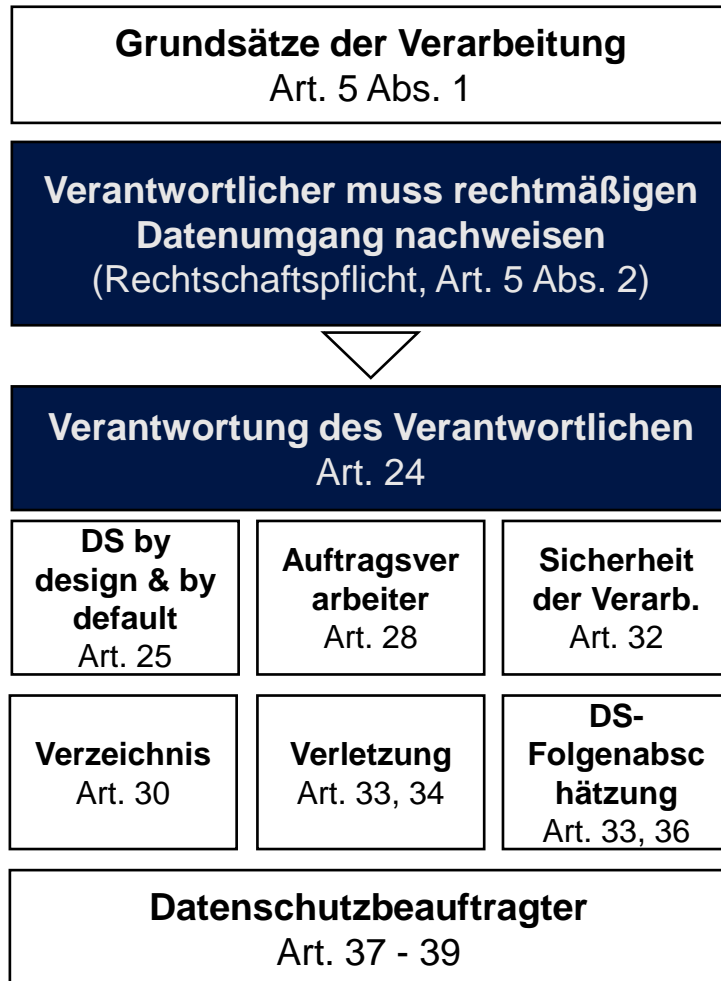 Grundsätze der Verarbeitung
Art. 5 Abs. 1
Verantwortlicher muss rechtmäßigen
Datenumgang nachweisen
(Rechtschaftspflicht, Art. 5 Abs. 2)
Verantwortung des Verantwortlichen
Art. 24
DS by
design & by
default
Art. 25
Auftragsver
arbeiter
Art. 28
Sicherheit
der Verarb.
Art. 32
Verzeichnis
Art. 30
Verletzung
Art. 33, 34
DS-
Folgenabsc
hätzung
Art. 33, 36
Datenschutzbeauftragter
Art. 37 - 39